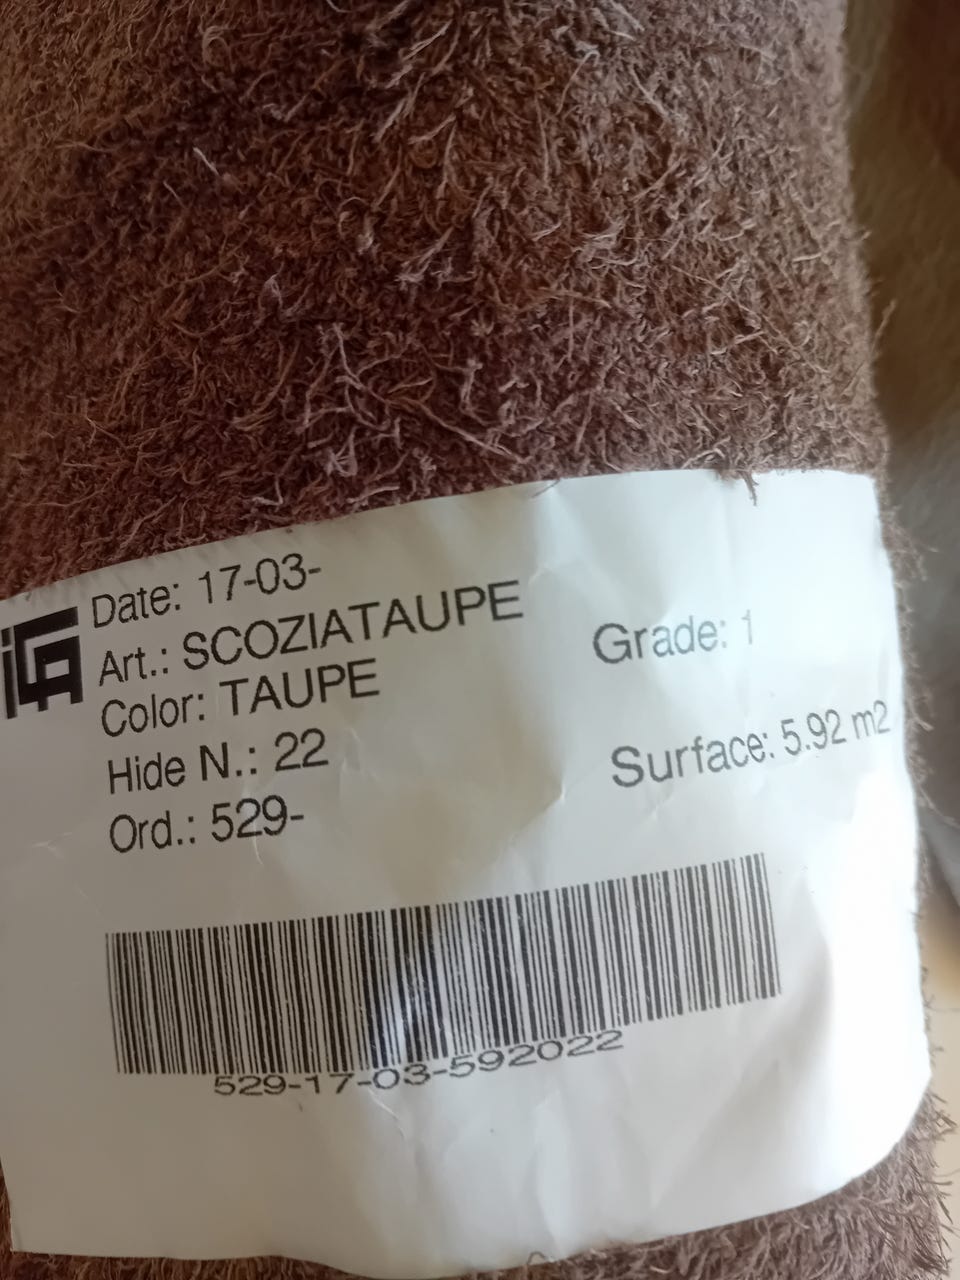 ica
Date: 17-03-
Art.: SCOZIATAUPE
Color: TAUPE
Grade: 1
Hide N.: 22
Surface: 5.92 m2
Ord.: 529-
529-17-03-592022